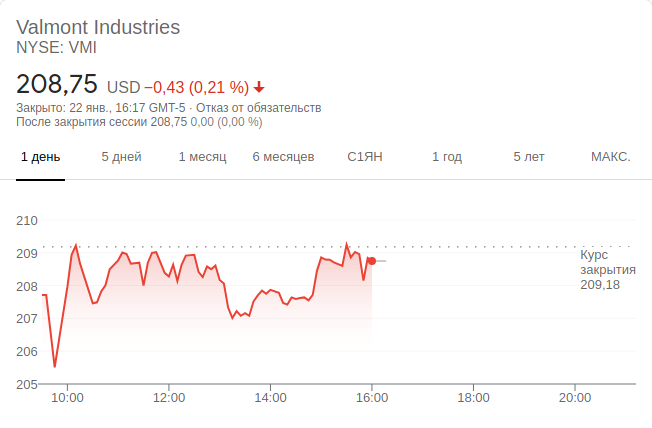 Valmont Industries
NYSE: VMI
208,75 USD −0,43 (0,21 %)
Закрыто: 22 янв., 16:17 GMT-5 · Отказ от обязательств
После закрытия сессии 208,75 0,00 (0,00 %)
1 день 5 дней 1 месяц 6 месяцев С1ЯН 1 год 5 лет МАКС.
210
209
208
207
206
205
Курс
закрытия
209,18
10:00 12:00 14:00 16:00 18:00 20:00